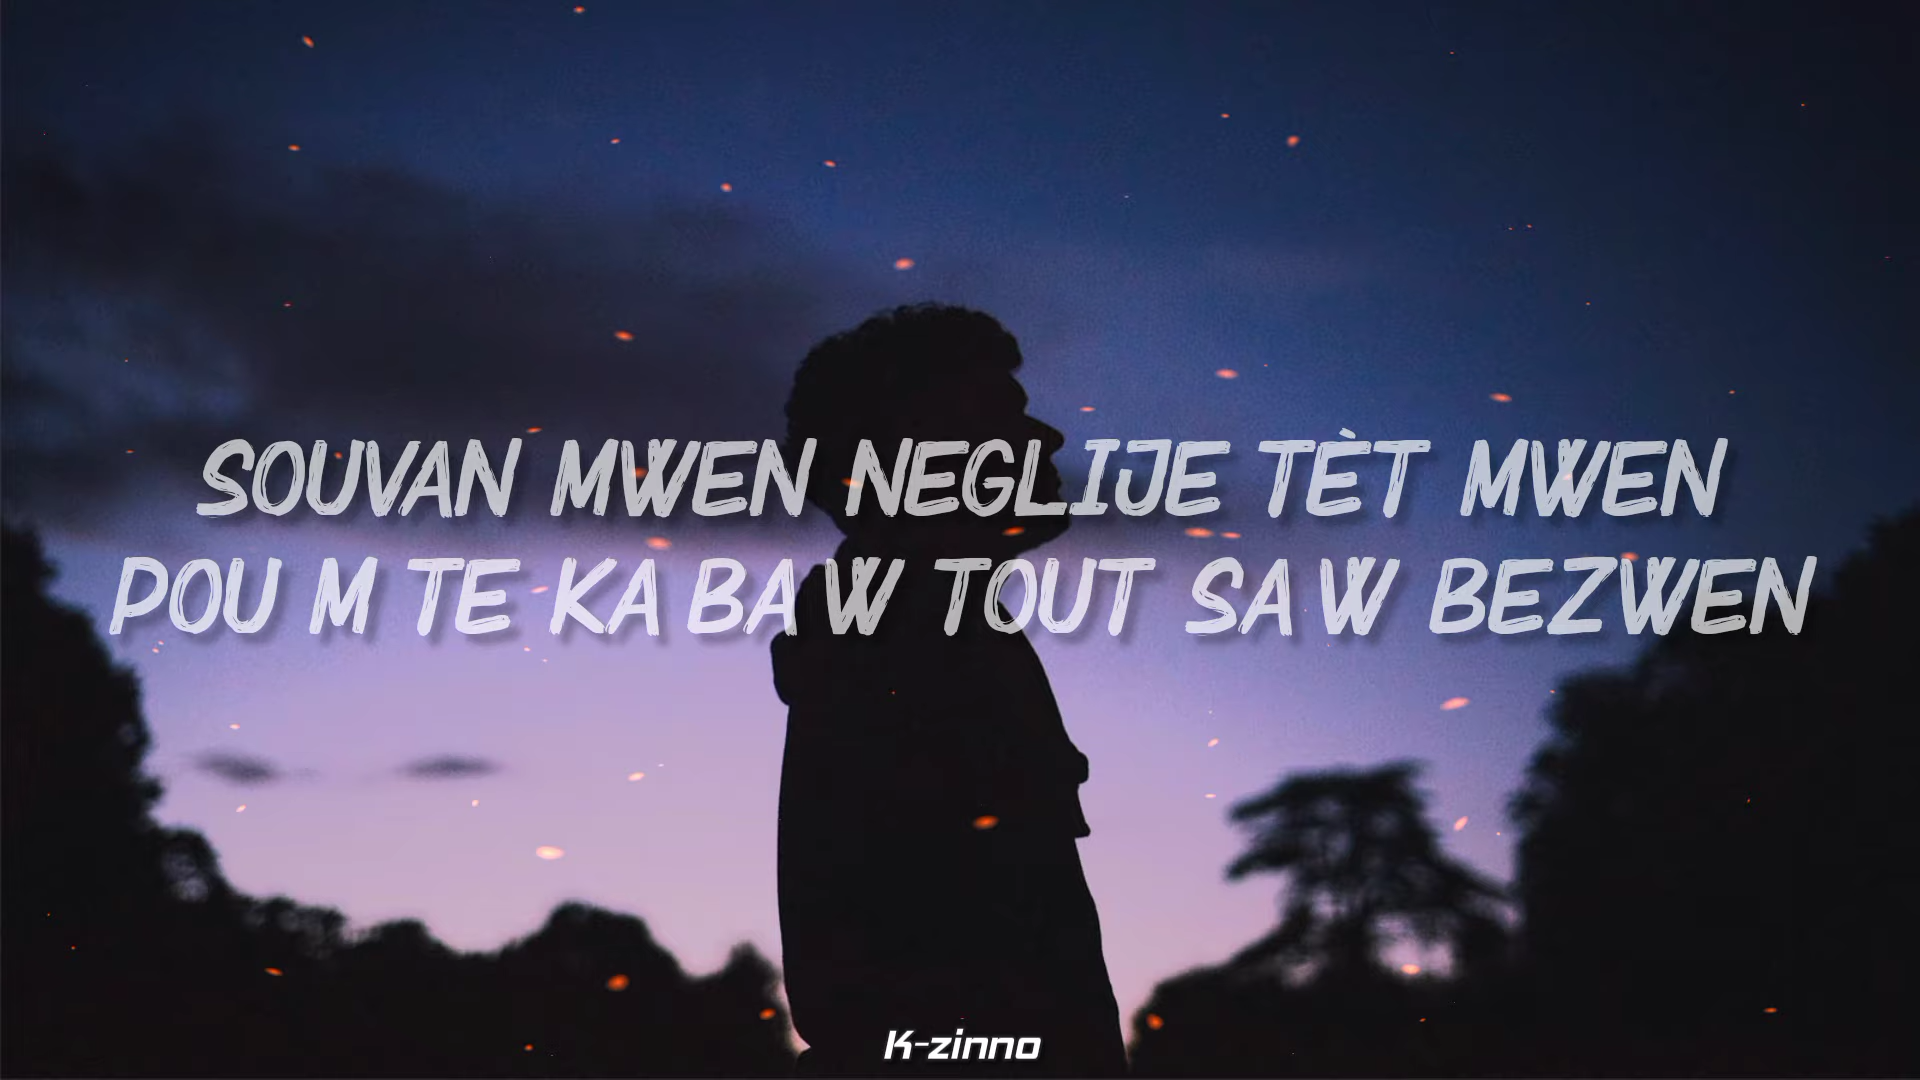 SOUVAN MWEN NEGLIJE TÈT MWEN
POU M TE KA BA W TOUT SA W BEZWEN
K-zinno